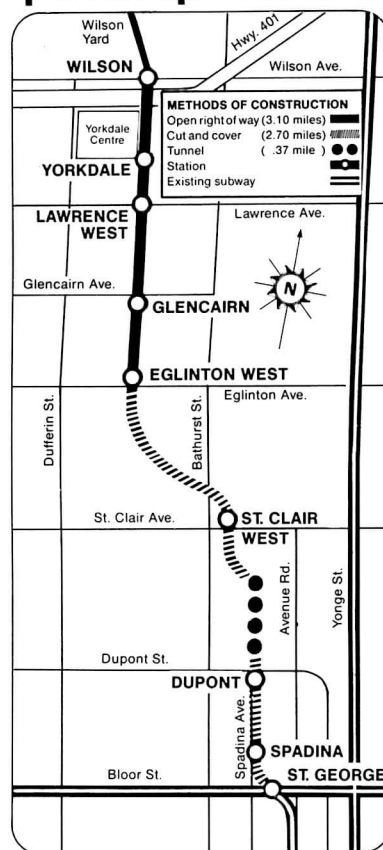 Wilson
Yard
Hwy. 401
WILSON
Wilson Ave.
METHODS OF CONSTRUCTION
Open right of way (3.10 miles)
Cut and cover (2.70 miles)
Tunnel ( .37 mile )
Station
Existing subway
Yorkdale
Centre
YORKDALE
LAWRENCE
WEST
Lawrence Ave.
Glencairn Ave.
N
GLENCAIRN
EGLINTON WEST
Eglinton Ave.
Dufferin St.
Bathurst St.
St. Clair Ave.
ST. CLAIR
WEST
Avenue Rd.
Yonge St.
Dupont St.
DUPONT
Spadina Ave.
SPADINA
Bloor St.
ST. GEORGE